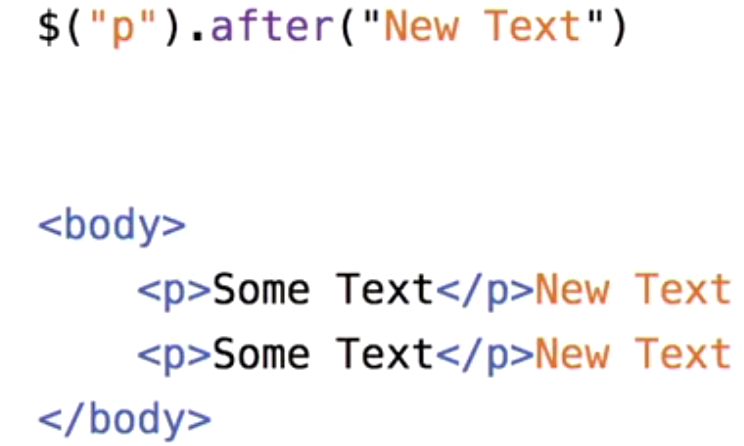 $("p").after("New Text")
<body>
<p>Some Text</p>New Text
<p>Some Text</p>New Text
</body>